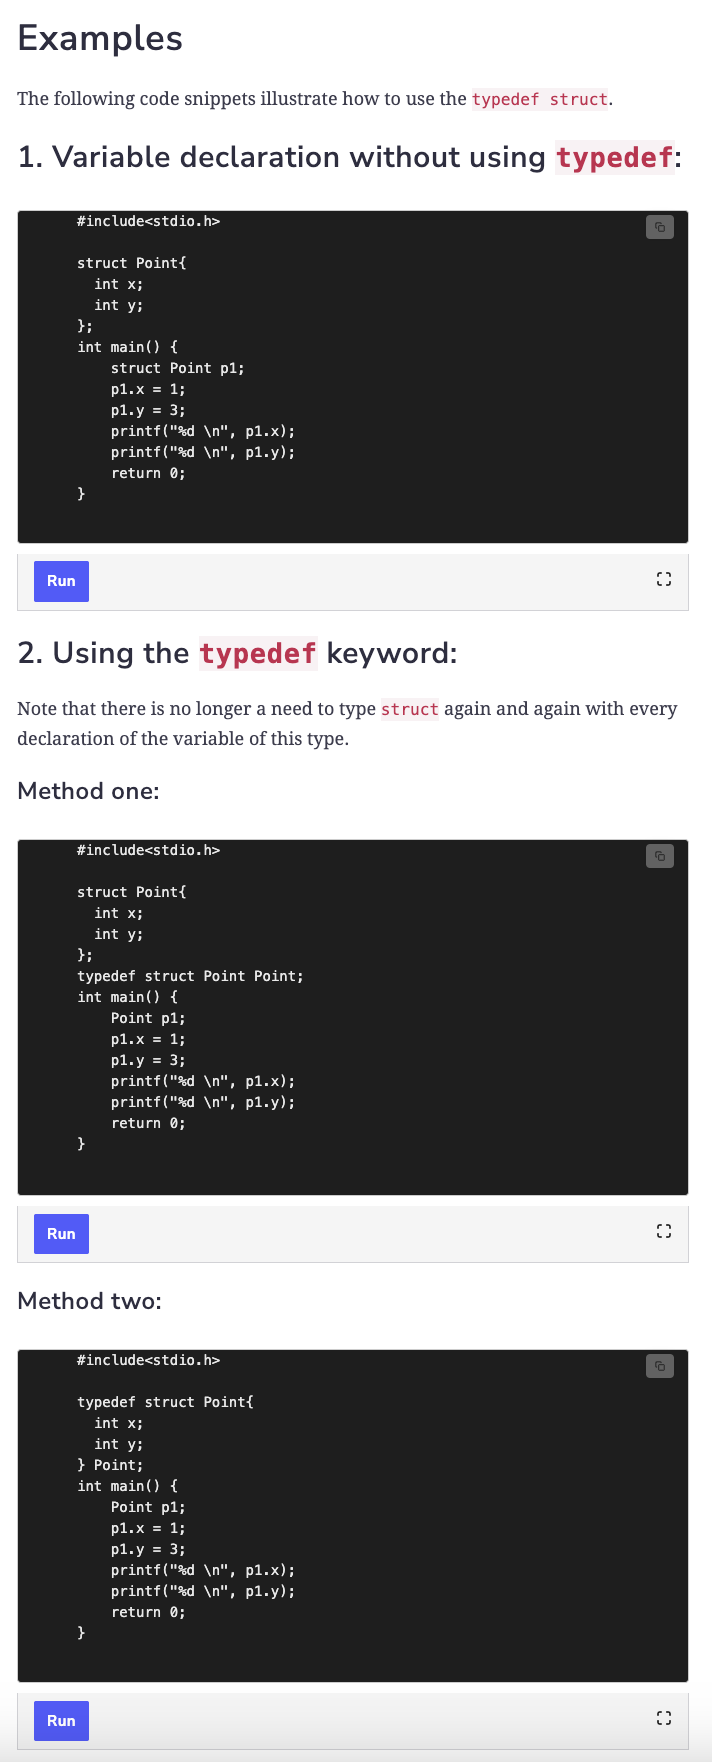 Examples
The following code snippets illustrate how to use the typedef struct.
1. Variable declaration without using typedef:
#include<stdio.h>
struct Point{
  int x;
  int y;
};
int main() {
    struct Point p1;
    p1.x = 1;
    p1.y = 3;
    printf("%d \n", p1.x);
    printf("%d \n", p1.y);
    return 0;
}
Run
2. Using the typedef keyword:
Note that there is no longer a need to type struct again and again with every
declaration of the variable of this type.
Method one:
#include<stdio.h>
struct Point{
  int x;
  int y;
};
typedef struct Point Point;
int main() {
    Point p1;
    p1.x = 1;
    p1.y = 3;
    printf("%d \n", p1.x);
    printf("%d \n", p1.y);
    return 0;
}
Run
Method two:
#include<stdio.h>
typedef struct Point{
  int x;
  int y;
} Point;
int main() {
    Point p1;
    p1.x = 1;
    p1.y = 3;
    printf("%d \n", p1.x);
    printf("%d \n", p1.y);
    return 0;
}
Run